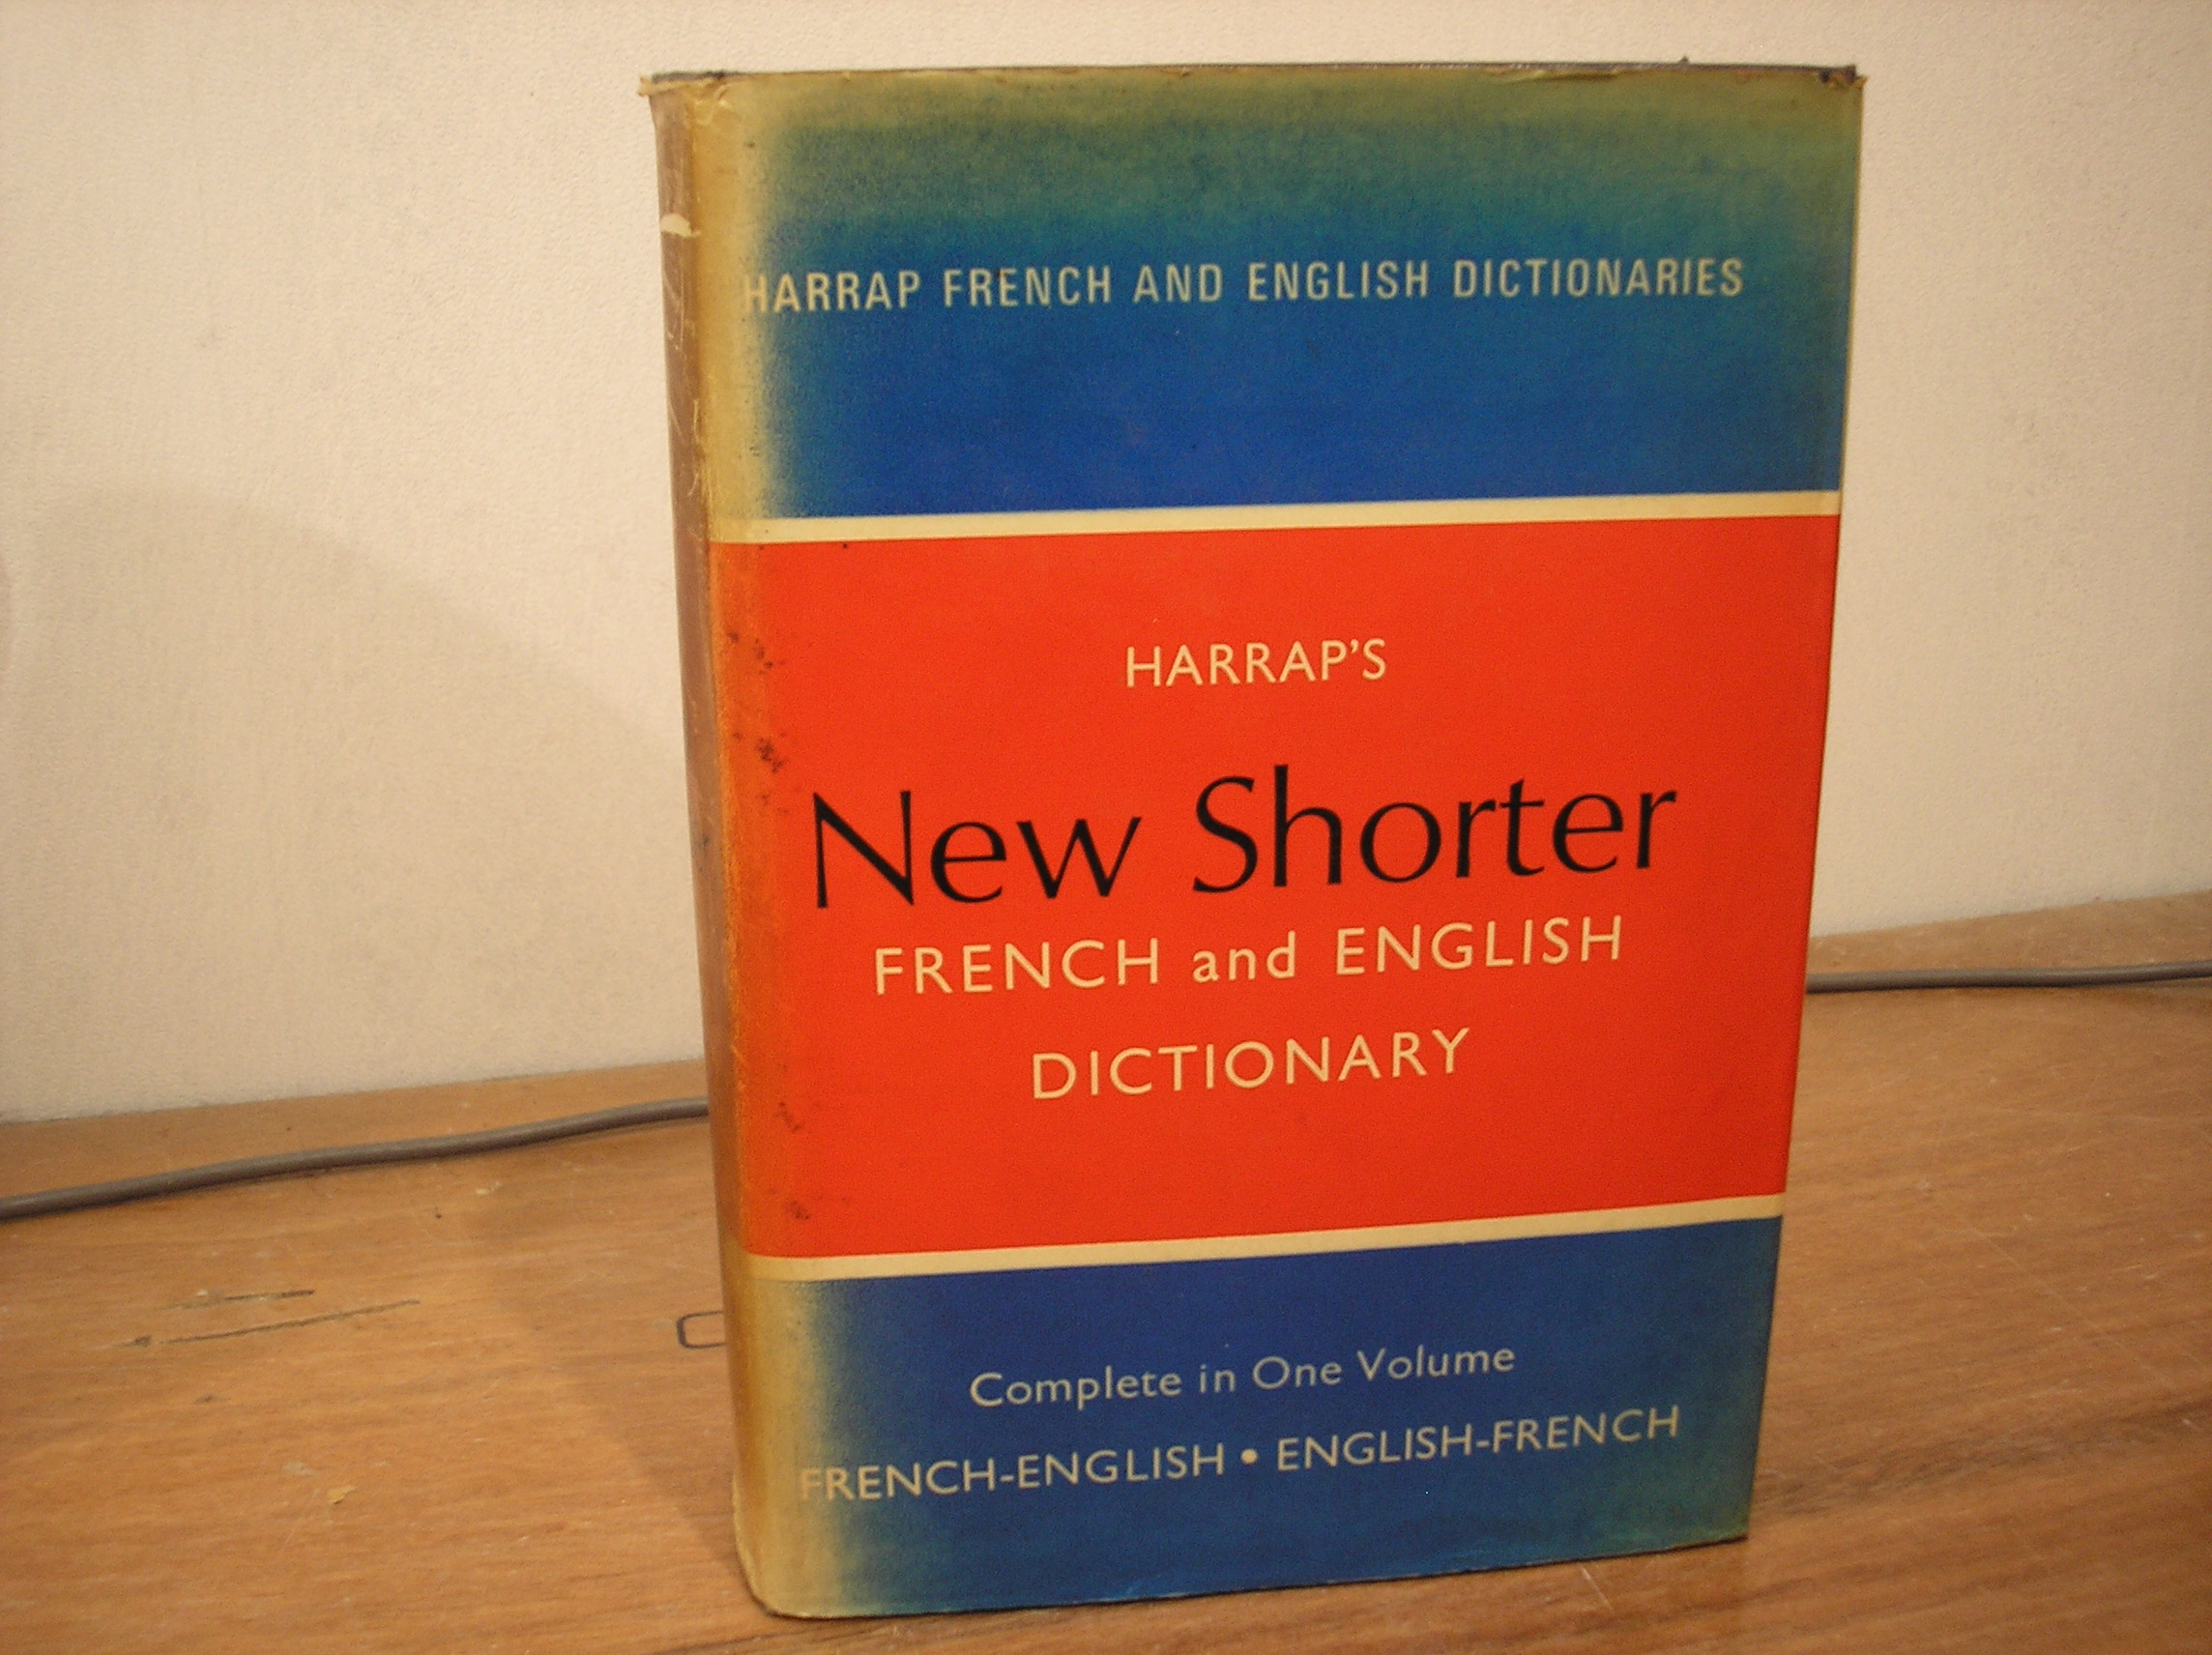 HARRAP FRENCH AND ENGLISH DICTIONARIES
HARRAP'S
New Shorter
FRENCH and ENGLISH
DICTIONARY
Complete in One Volume
FRENCH-ENGLISH • ENGLISH-FRENCH